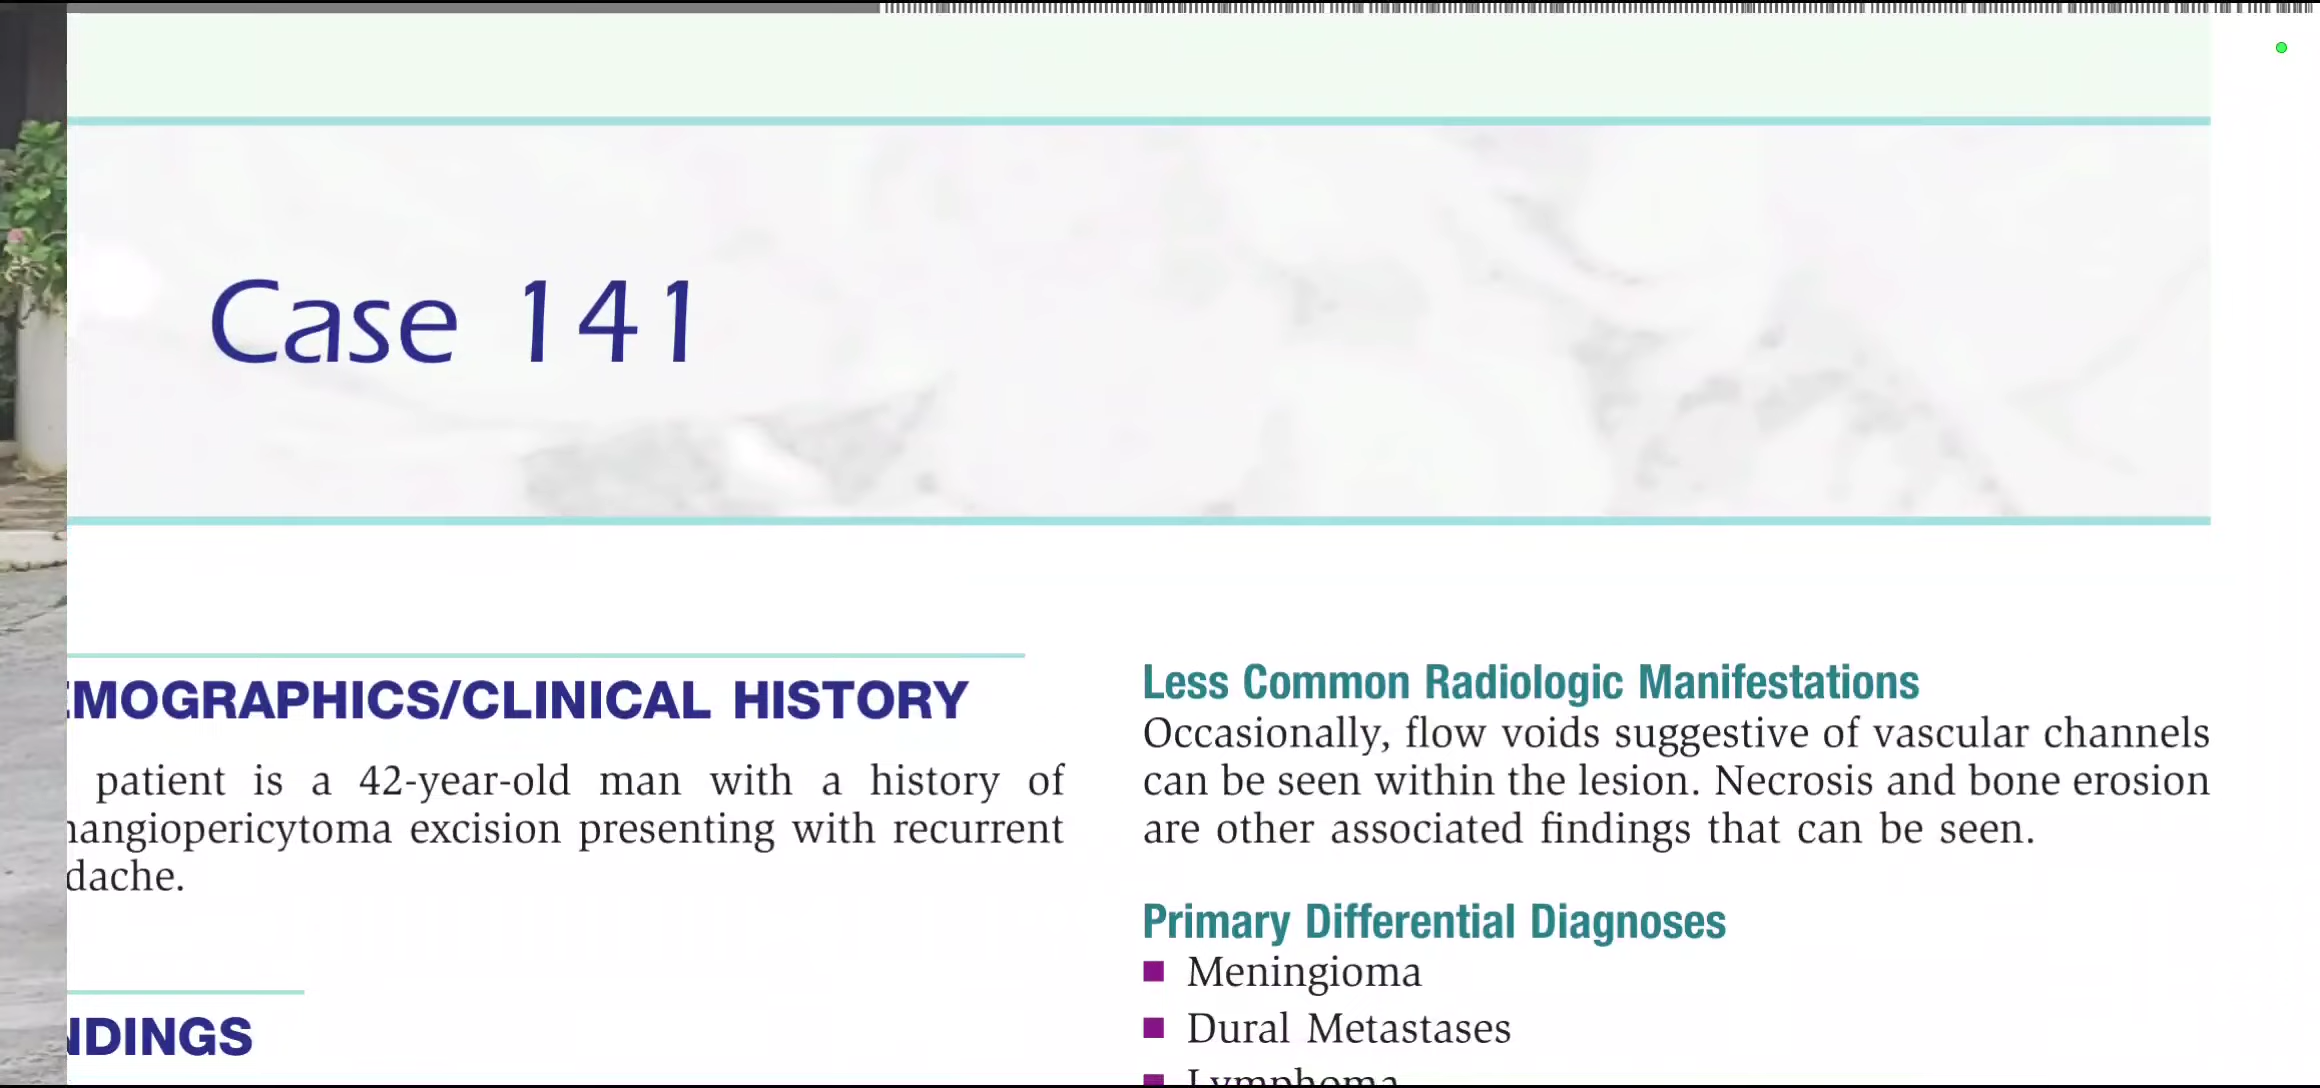 Case 141
EMOGRAPHICS/CLINICAL HISTORY
patient is a 42-year-old man with a history of
angiopericytoma excision presenting with recurrent
dache.
NDINGS
Less Common Radiologic Manifestations
Occasionally, flow voids suggestive of vascular channels
can be seen within the lesion. Necrosis and bone erosion
are other associated findings that can be seen.
Primary Differential Diagnoses
■ Meningioma
■ Dural Metastases
■ Lymphoma